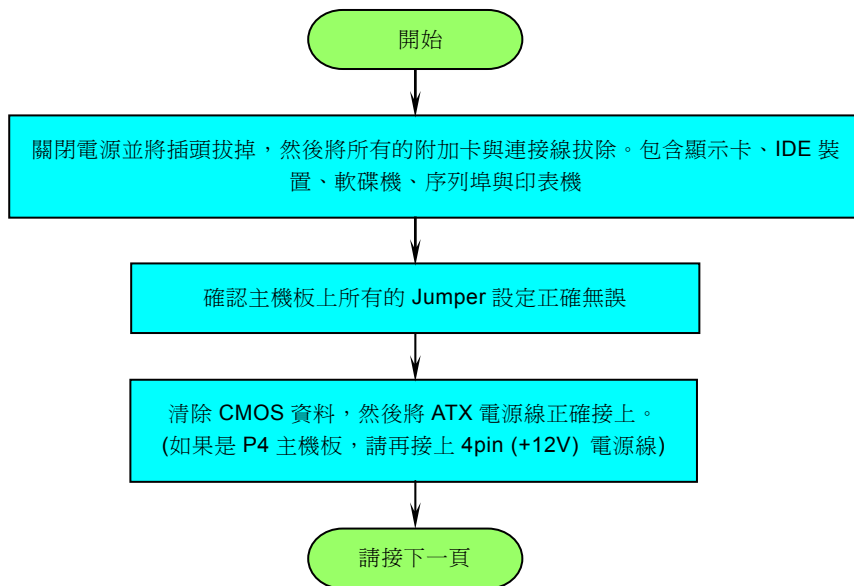 開始
關閉電源並將插頭拔掉，然後將所有的附加卡與連接線拔除。包含顯示卡、IDE 裝
置、軟碟機、序列埠與印表機
確認主機板上所有的 Jumper 設定正確無誤
清除 CMOS 資料，然後將 ATX 電源線正確接上。
(如果是 P4 主機板，請再接上 4pin (+12V) 電源線)
請接下一頁